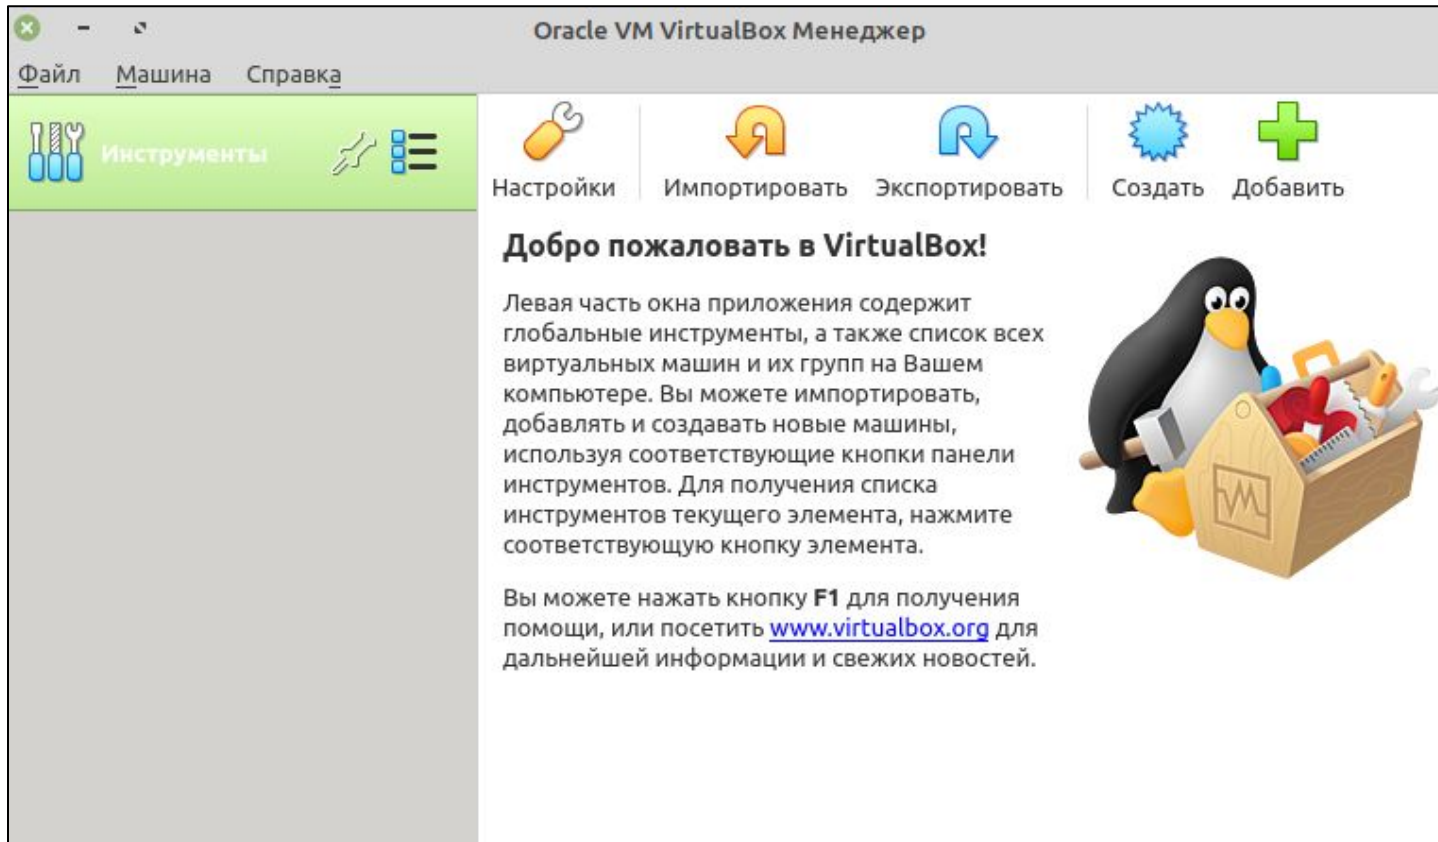 Oracle VM VirtualBox Менеджер
Файл Машина Справка
Инструменты
Настройки Импортировать Экспортировать Создать Добавить
Добро пожаловать в VirtualBox!
Левая часть окна приложения содержит
глобальные инструменты, а также список всех
виртуальных машин и их групп на Вашем
компьютере. Вы можете импортировать,
добавлять и создавать новые машины,
используя соответствующие кнопки панели
инструментов. Для получения списка
инструментов текущего элемента, нажмите
соответствующую кнопку элемента.
Вы можете нажать кнопку F1 для получения
помощи, или посетить www.virtualbox.org для
дальнейшей информации и свежих новостей.